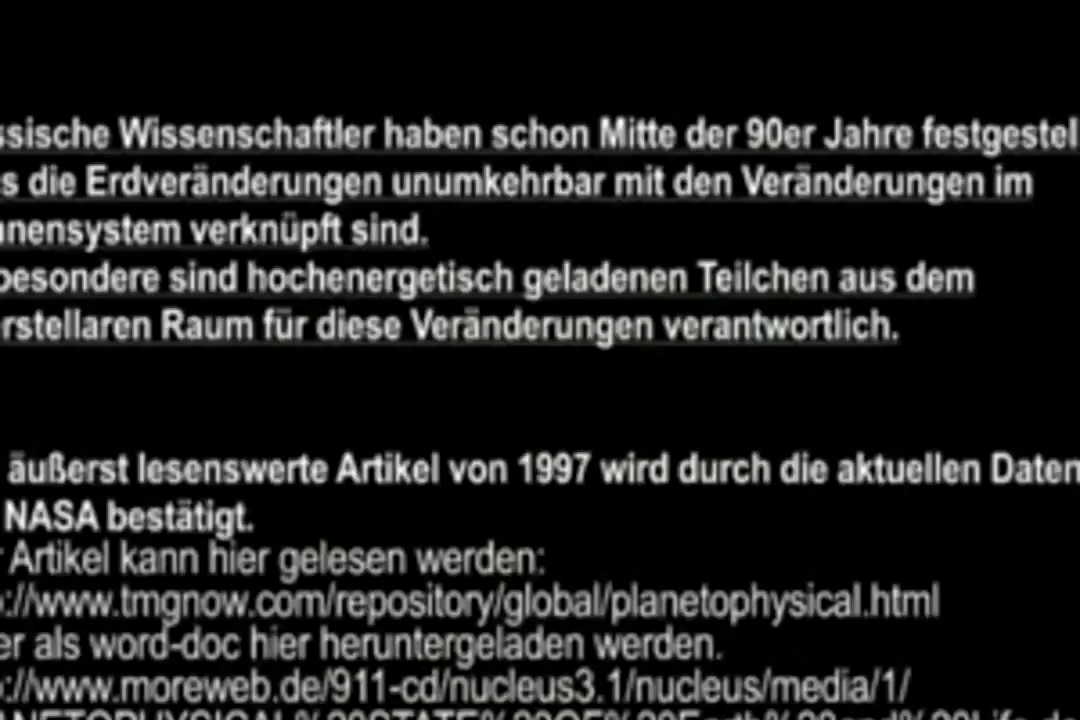 ssische Wissenschaftler haben schon Mitte der 90er Jahre festgestel
s die Erdveränderungen unumkehrbar mit den Veränderungen im
nnensystem verknüpft sind.
besondere sind hochenergetisch geladenen Teilchen aus dem
rstellaren Raum für diese Veränderungen verantwortlich.
äußerst lesenswerte Artikel von 1997 wird durch die aktuellen Daten
NASA bestätigt.
r Artikel kann hier gelesen werden:
://www.tmgnow.com/repository/global/planetophysical.html
er als word-doc hier heruntergeladen werden.
://www.moreweb.de/911-cd/nucleus3.1/nucleus/media/1/